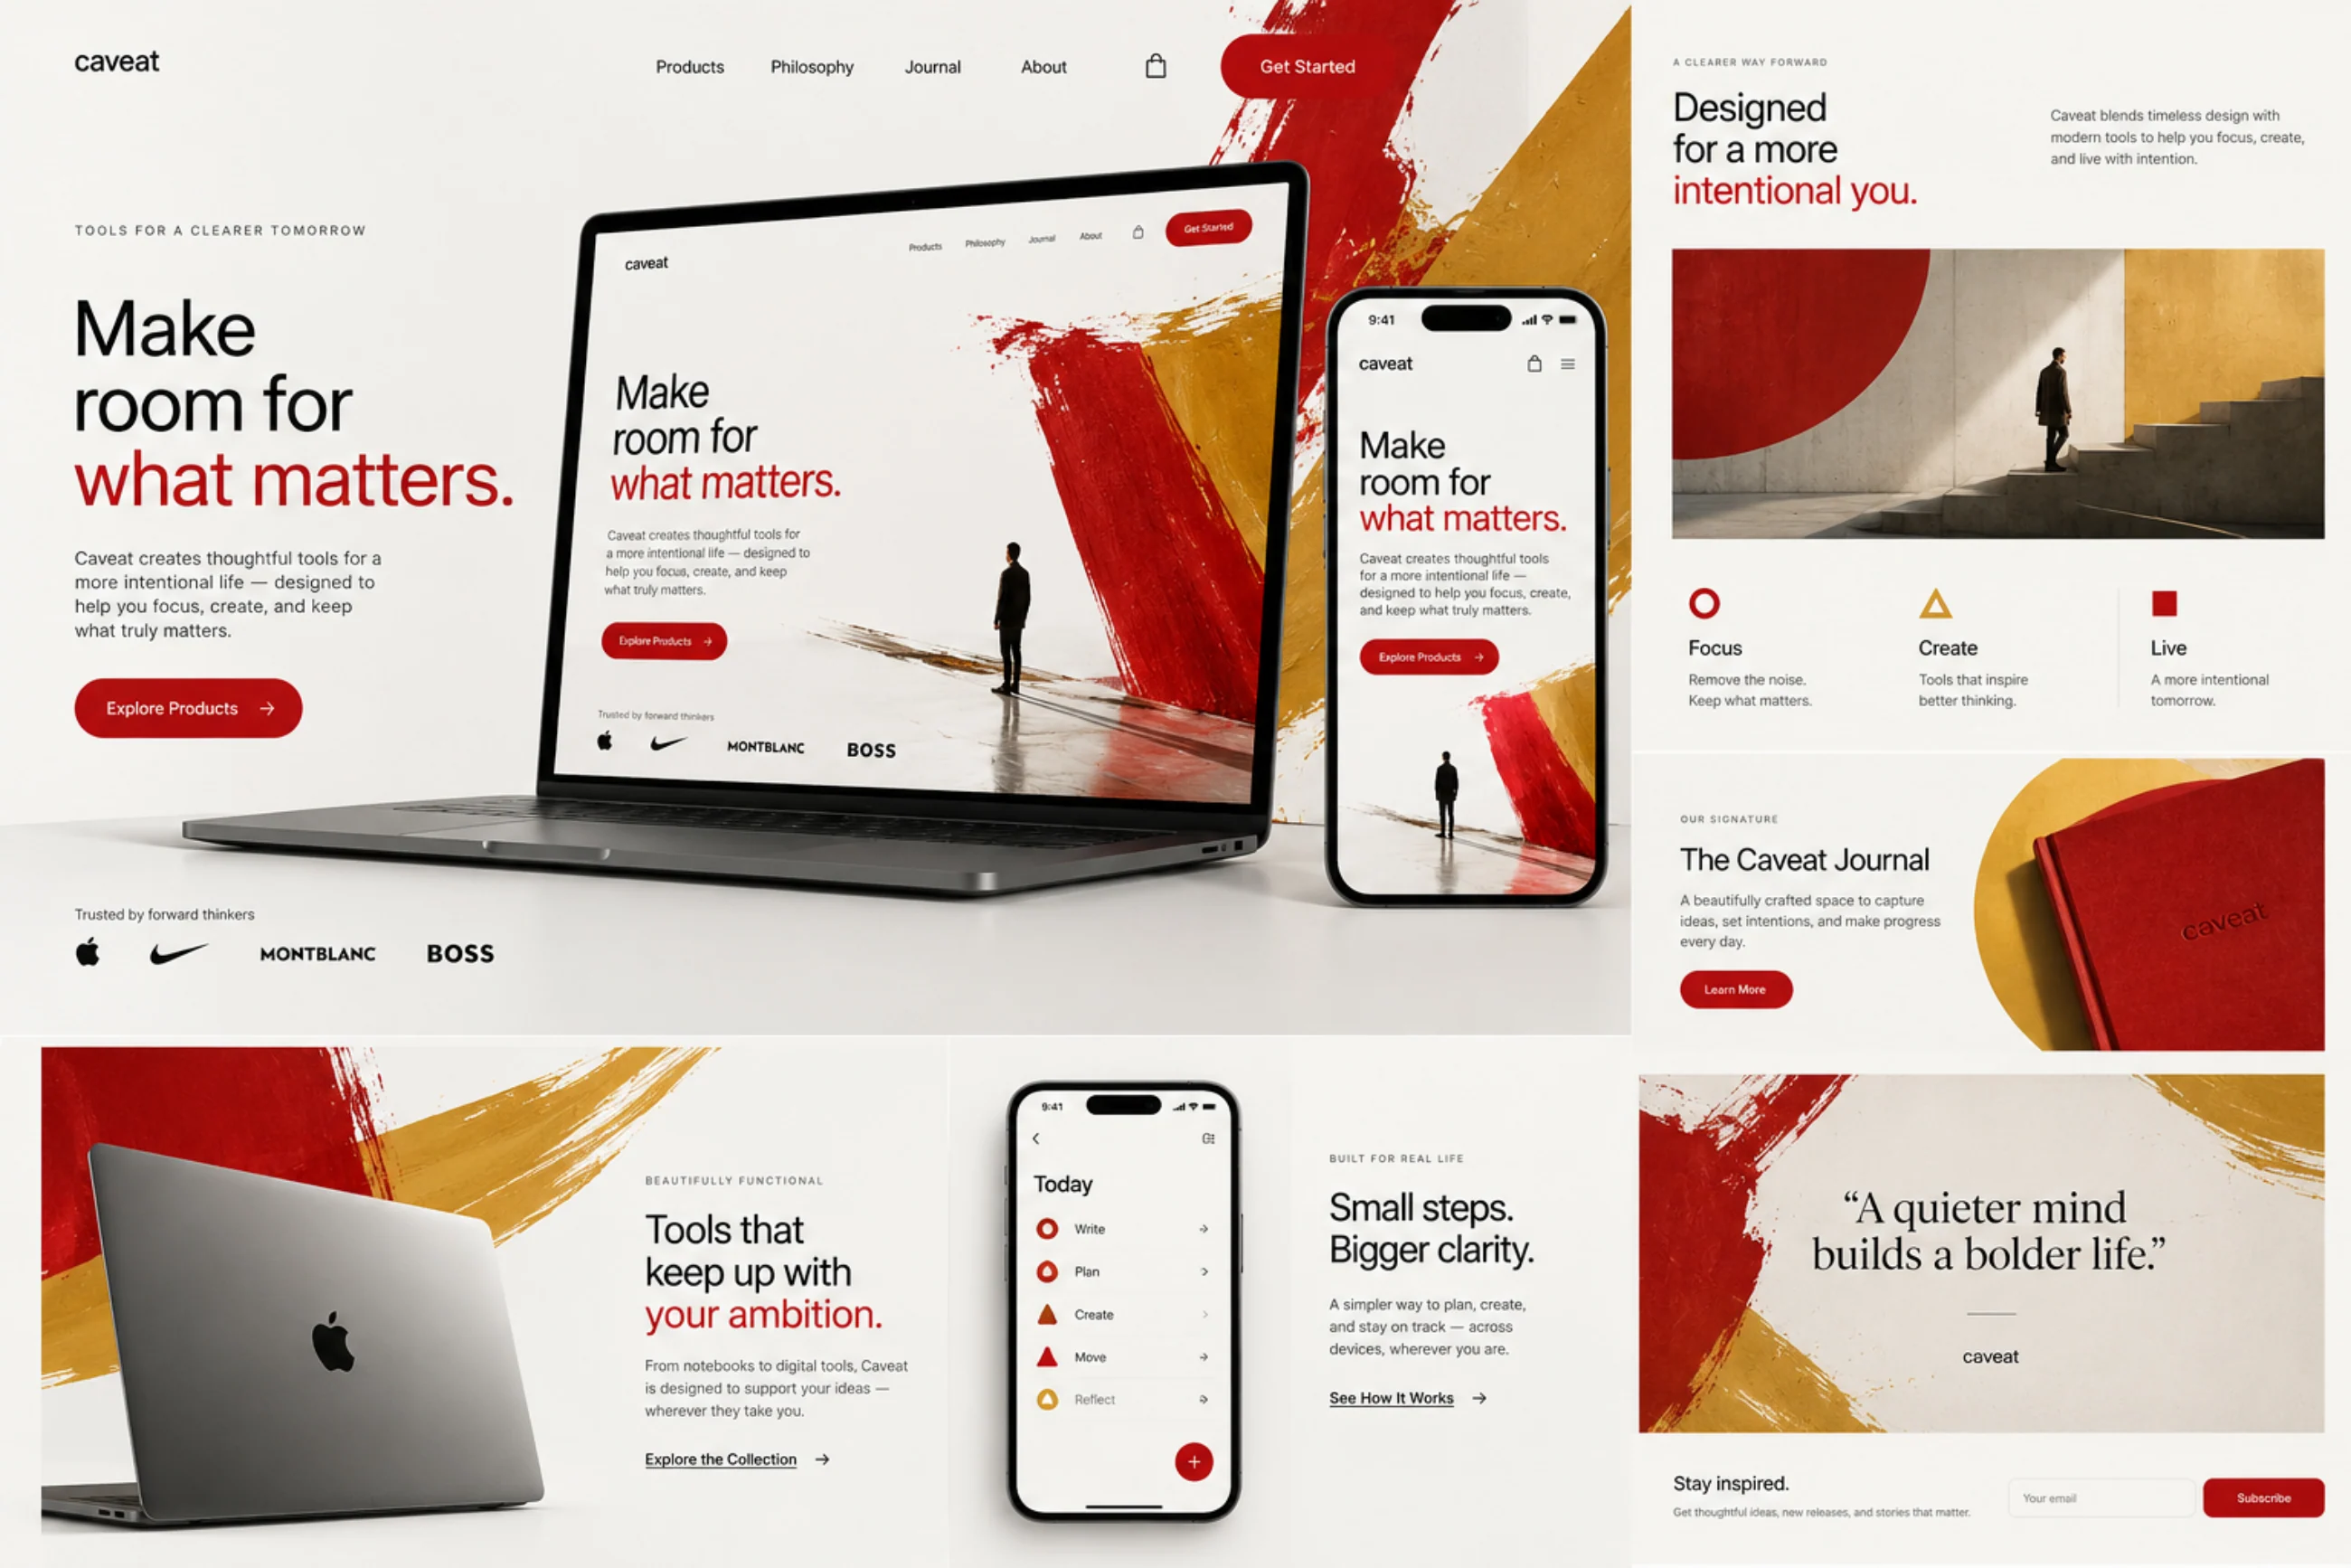 caveat
Products
Philosophy
Journal
About
Get Started
TOOLS FOR A CLEARER TOMORROW
Make
room for
what matters.
Caveat creates thoughtful tools for a
more intentional life — designed to
help you focus, create, and keep
what truly matters.
Explore Products →
Trusted by forward thinkers
MONTBLANC
BOSS
caveat
Products
Philosophy
Journal
About
Get Started
Make
room for
what matters.
Caveat creates thoughtful tools for
a more intentional life — designed to
help you focus, create, and keep
what truly matters.
Explore Products →
Trusted by forward thinkers
MONTBLANC
BOSS
9:41
caveat
Make
room for
what matters.
Caveat creates thoughtful tools
for a more intentional life —
designed to help you focus, create,
and keep what truly matters.
Explore Products →
A CLEARER WAY FORWARD
Designed
for a more
intentional you.
Caveat blends timeless design with
modern tools to help you focus, create,
and live with intention.
Focus
Remove the noise.
Keep what matters.
Create
Tools that inspire
better thinking.
Live
A more intentional
tomorrow.
OUR SIGNATURE
The Caveat Journal
A beautifully crafted space to capture
ideas, set intentions, and make progress
every day.
Learn More
caveat
BEAUTIFULLY FUNCTIONAL
Tools that
keep up with
your ambition.
From notebooks to digital tools, Caveat
is designed to support your ideas —
wherever they take you.
Explore the Collection →
9:41
Today
Write
Plan
Create
Move
Reflect
BUILT FOR REAL LIFE
Small steps.
Bigger clarity.
A simpler way to plan, create,
and stay on track — across
devices, wherever you are.
See How It Works →
“A quieter mind
builds a bolder life.”
caveat
Stay inspired.
Get thoughtful ideas, new releases, and stories that matter.
Your email
Subscribe